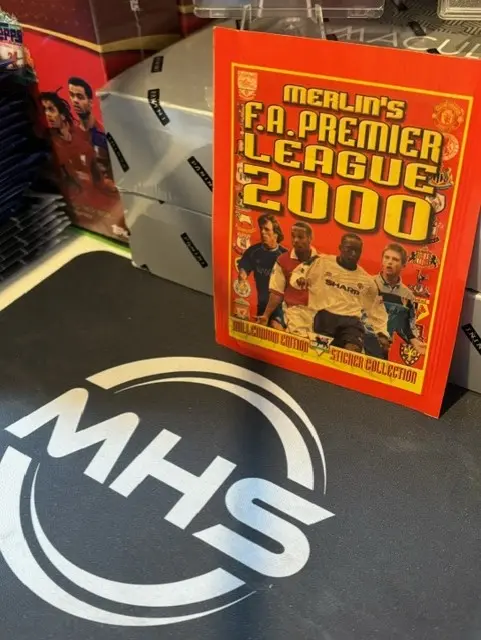 MERLIN'S
F.A. PREMIER
LEAGUE
2000
SHARP
MILLENNIUM EDITION
STICKER COLLECTION
MHS